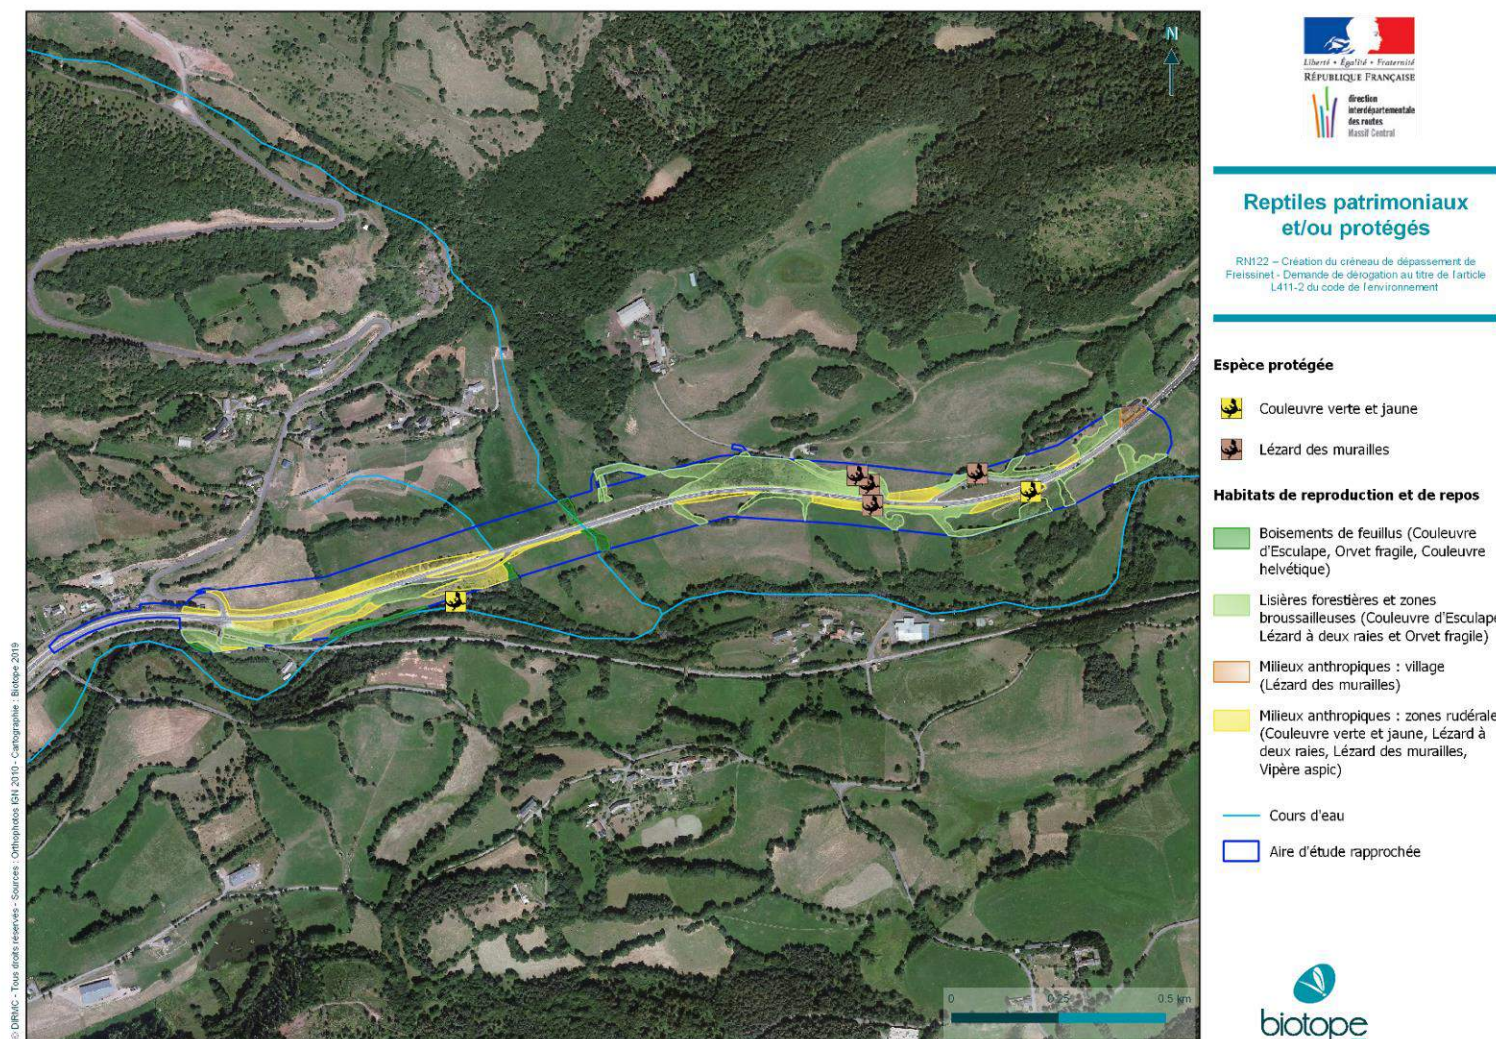 N
Liberté • Égalité • Fraternité
RÉPUBLIQUE FRANÇAISE
direction
interdépartementale
des routes
Massif Central
Reptiles patrimoniaux
et/ou protégés
RN122 – Création du créneau de dépassement de
Freissinet - Demande de dérogation au titre de l'article
L411-2 du code de l'environnement
Espèce protégée
Couleuvre verte et jaune
Lézard des murailles
Habitats de reproduction et de repos
Boisements de feuillus (Couleuvre
d'Esculape, Orvet fragile, Couleuvre
helvétique)
Lisières forestières et zones
broussailleuses (Couleuvre d'Esculape
Lézard à deux raies et Orvet fragile)
Milieux anthropiques : village
(Lézard des murailles)
Milieux anthropiques : zones rudérale
(Couleuvre verte et jaune, Lézard à
deux raies, Lézard des murailles,
Vipère aspic)
Cours d'eau
Aire d'étude rapprochée
0 0.25 0.5 km
biotope
© DIRMC - Tous droits réservés - Sources : Orthophotos IGN 2010 - Cartographie : Biotope 2019